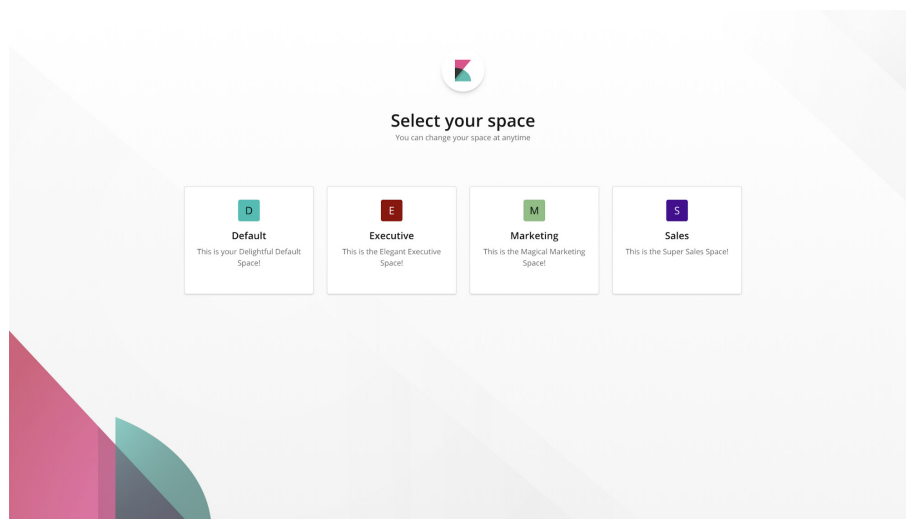 Select your space
You can change your space at anytime
D
Default
This is your Delightful Default
Space!
E
Executive
This is the Elegant Executive
Space!
M
Marketing
This is the Magical Marketing
Space!
S
Sales
This is the Super Sales Space!